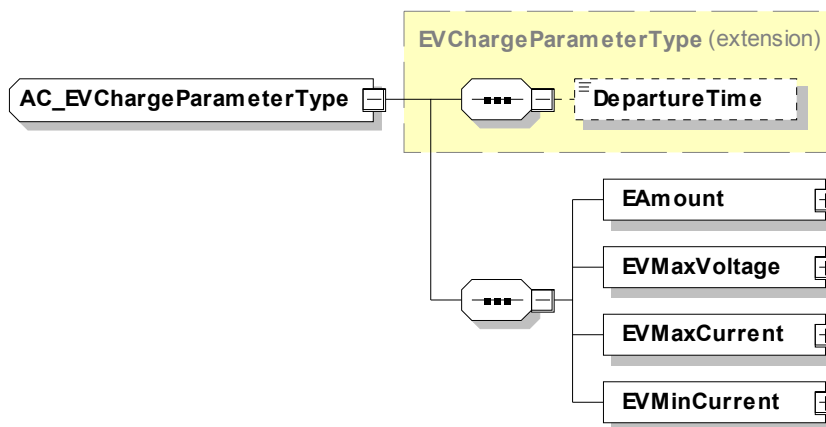 EVChargeParameterType (extension)
AC_EVChargeParameterType
DepartureTime
EAmount
EVMaxVoltage
EVMaxCurrent
EVMinCurrent